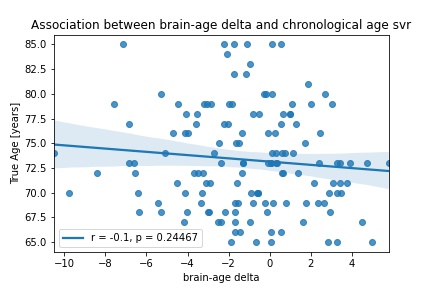 Association between brain-age delta and chronological age svr
True Age [years]
85.0
82.5
80.0
77.5
75.0
72.5
70.0
67.5
65.0
r = -0.1, p = 0.24467
−10 −8 −6 −4 −2 0 2 4
brain-age delta